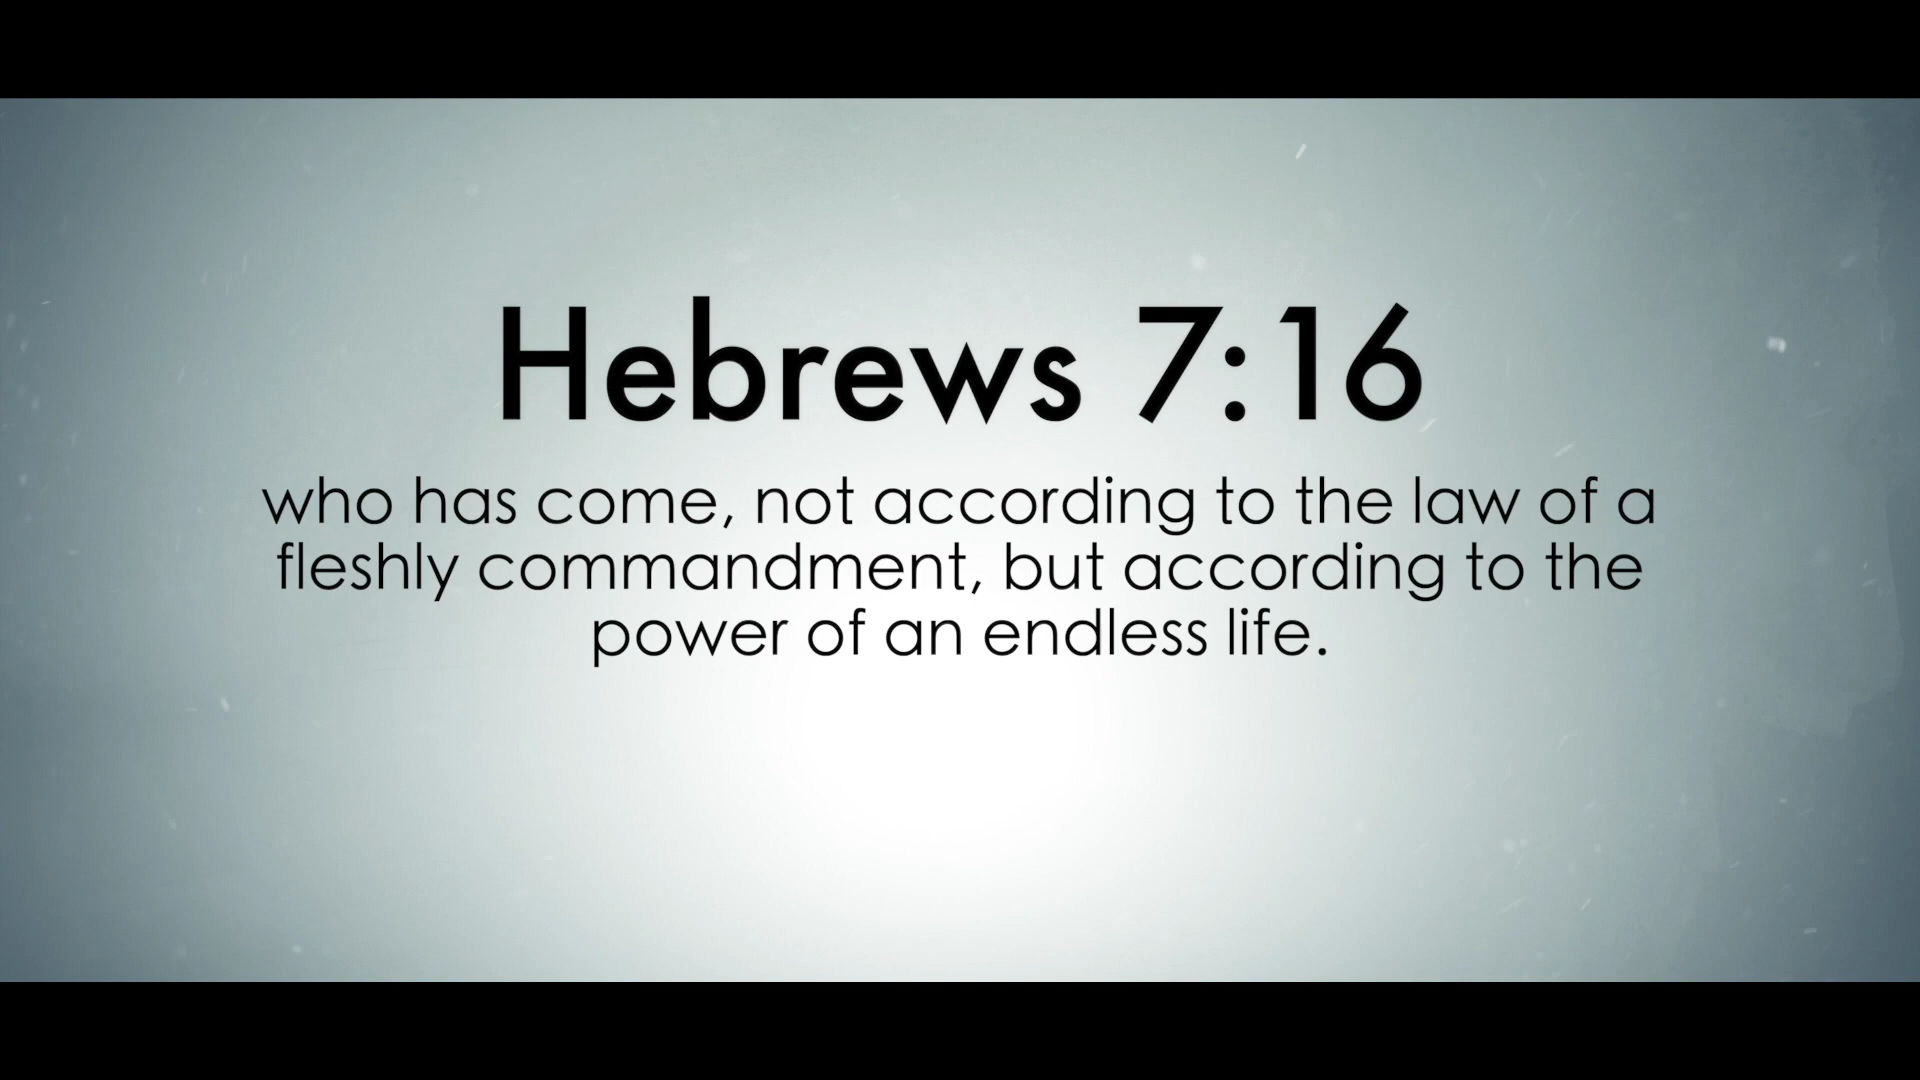 Hebrews 7:16
who has come, not according to the law of a
fleshly commandment, but according to the
power of an endless life.